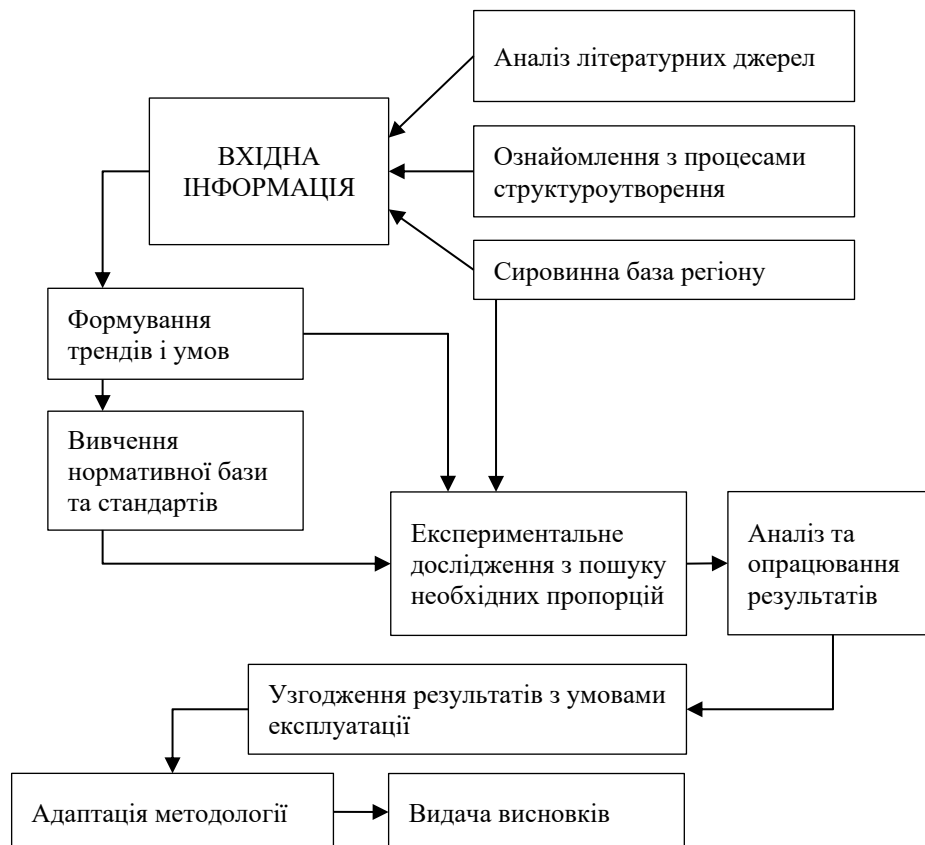 Аналіз літературних джерел
ВХІДНА
ІНФОРМАЦІЯ
Ознайомлення з процесами
структуроутворення
Сировинна база регіону
Формування
трендів і умов
Вивчення
нормативної бази
та стандартів
Експериментальне
дослідження з пошуку
необхідних пропорцій
Аналіз та
опрацювання
результатів
Узгодження результатів з умовами
експлуатації
Адаптація методології
Видача висновків